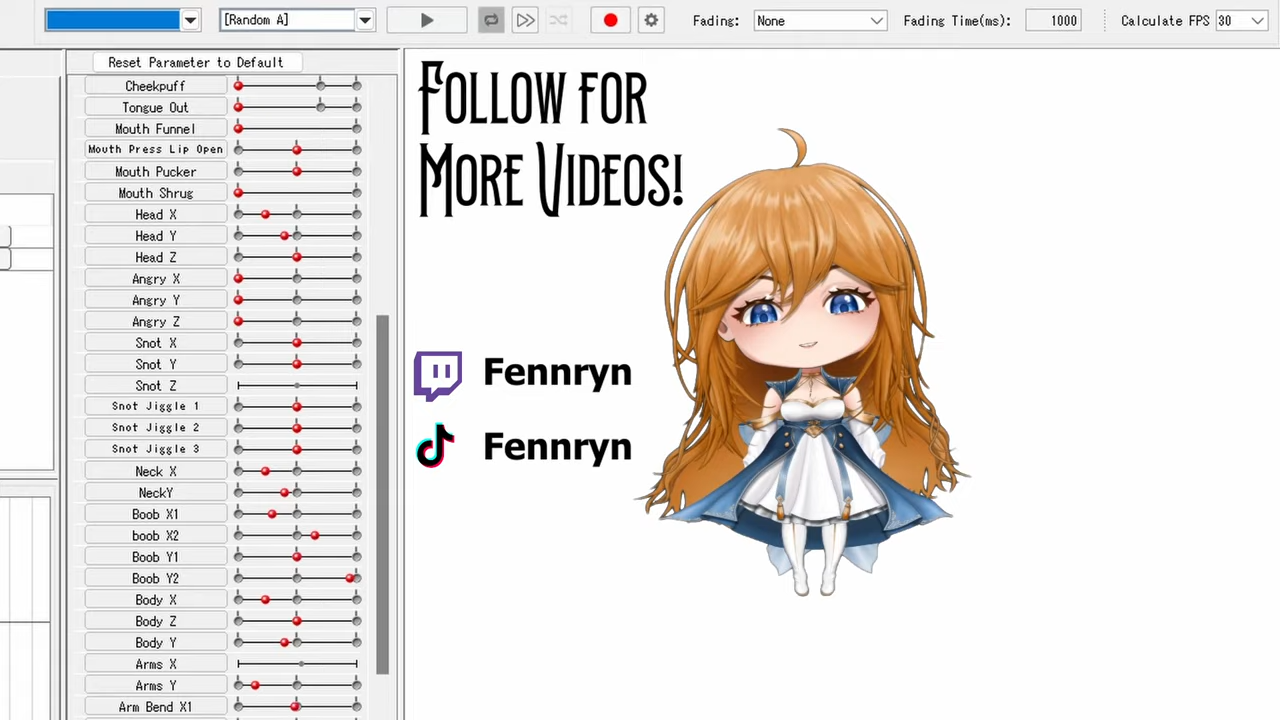 [Random A]
Fading:
None
Fading Time(ms):
1000
Calculate FPS
30
Reset Parameter to Default
Cheekpuff
Tongue Out
Mouth Funnel
Mouth Press Lip Open
Mouth Pucker
Mouth Shrug
Head X
Head Y
Head Z
Angry X
Angry Y
Angry Z
Snot X
Snot Y
Snot Z
Snot Jiggle 1
Snot Jiggle 2
Snot Jiggle 3
Neck X
NeckY
Boob X1
boob X2
Boob Y1
Boob Y2
Body X
Body Z
Body Y
Arms X
Arms Y
Arm Bend X1
Follow for
More Videos!
Fennryn
Fennryn